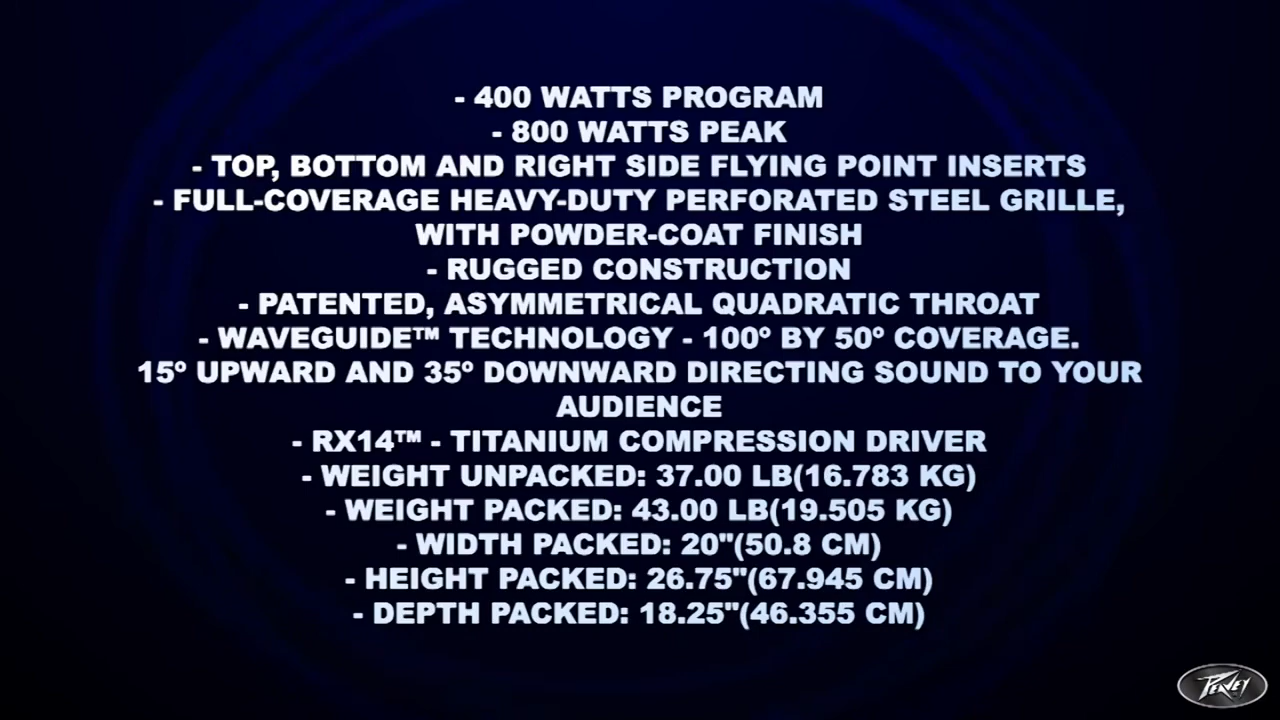 - 400 WATTS PROGRAM
- 800 WATTS PEAK
- TOP, BOTTOM AND RIGHT SIDE FLYING POINT INSERTS
- FULL-COVERAGE HEAVY-DUTY PERFORATED STEEL GRILLE,
WITH POWDER-COAT FINISH
- RUGGED CONSTRUCTION
- PATENTED, ASYMMETRICAL QUADRATIC THROAT
- WAVEGUIDE™ TECHNOLOGY - 100º BY 50º COVERAGE.
15º UPWARD AND 35º DOWNWARD DIRECTING SOUND TO YOUR
AUDIENCE
- RX14™ - TITANIUM COMPRESSION DRIVER
- WEIGHT UNPACKED: 37.00 LB(16.783 KG)
- WEIGHT PACKED: 43.00 LB(19.505 KG)
- WIDTH PACKED: 20"(50.8 CM)
- HEIGHT PACKED: 26.75"(67.945 CM)
- DEPTH PACKED: 18.25"(46.355 CM)
PEAVEY